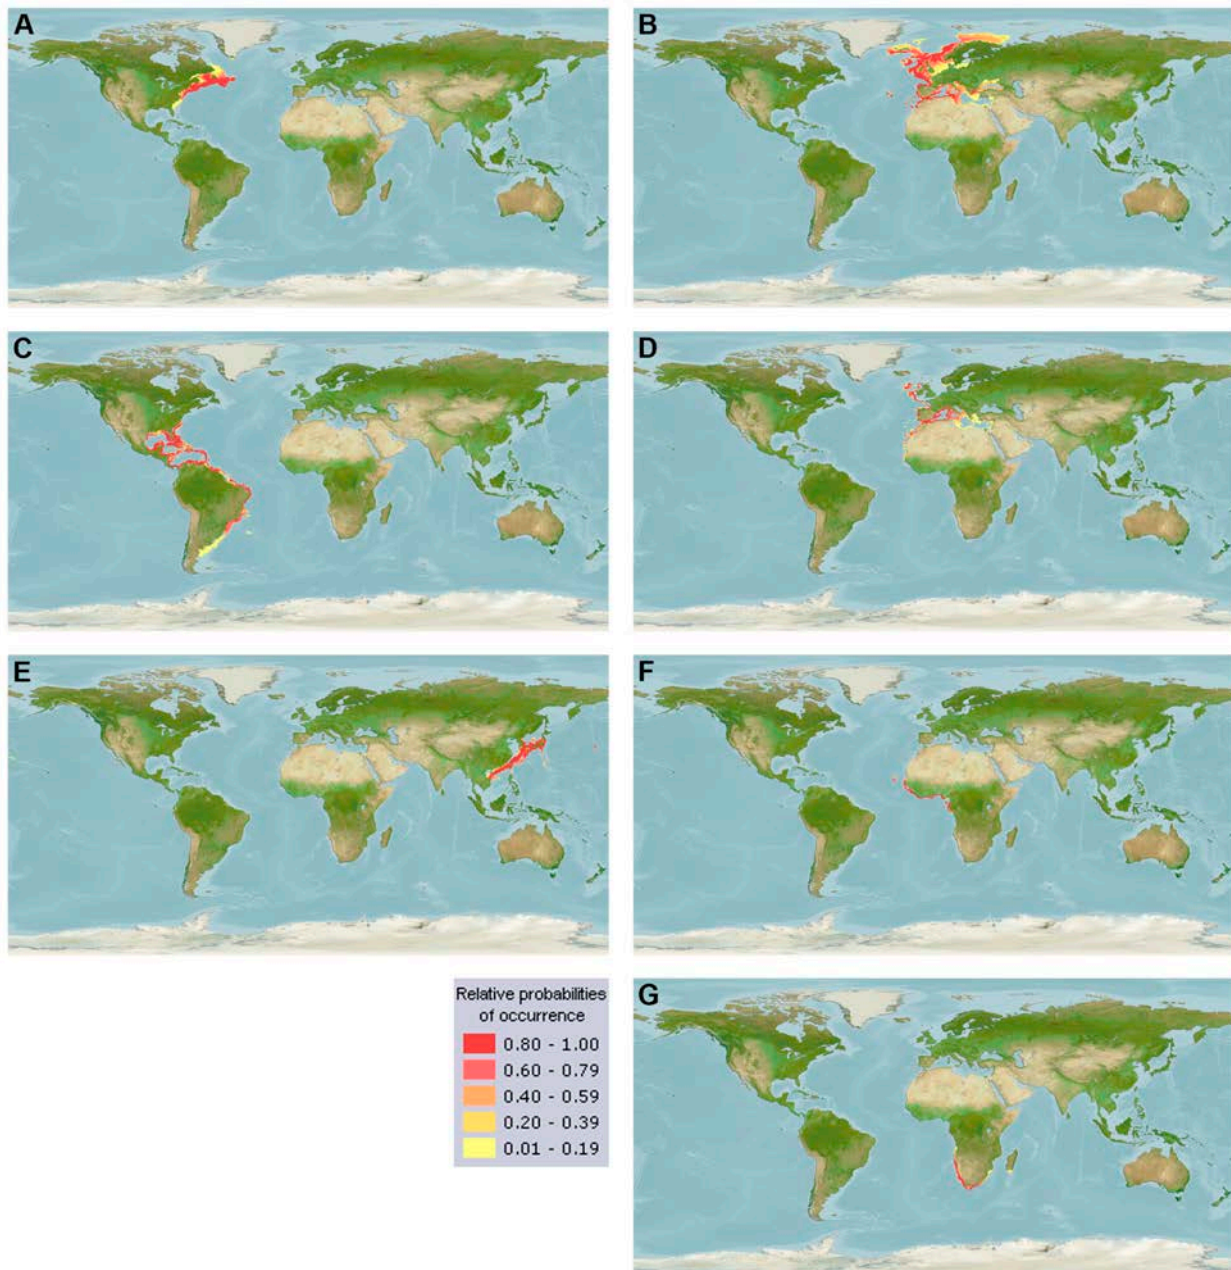 A
B
C
D
E
F
Relative probabilities
of occurrence
0.80 - 1.00
0.60 - 0.79
0.40 - 0.59
0.20 - 0.39
0.01 - 0.19
G